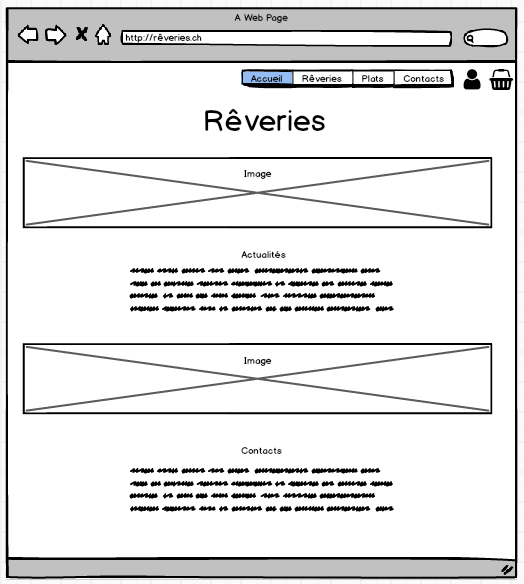 A Web Page
http://rêveries.ch
Accueil Rêveries Plats Contacts
Rêveries
Image
Actualités
Image
Contacts